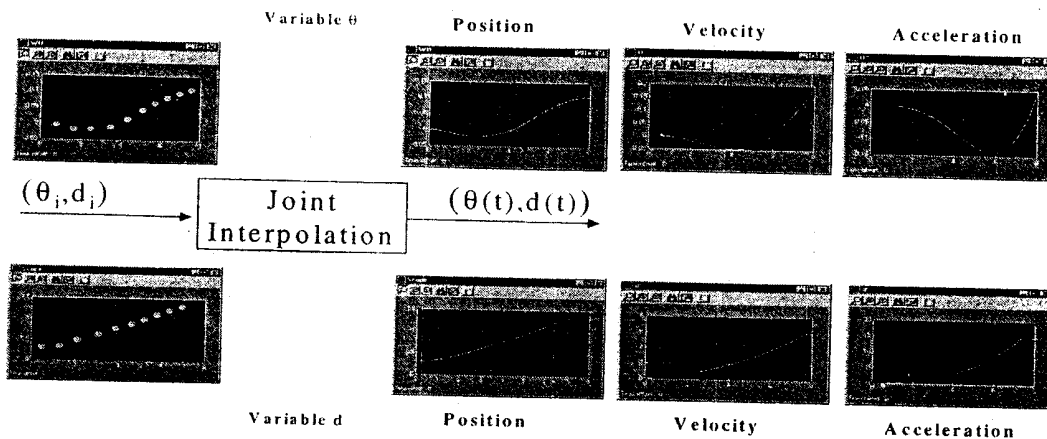 Variable θ
Position
Velocity
Acceleration
(θi,di)
Joint
Interpolation
(θ(t),d(t))
Variable d
Position
Velocity
Acceleration